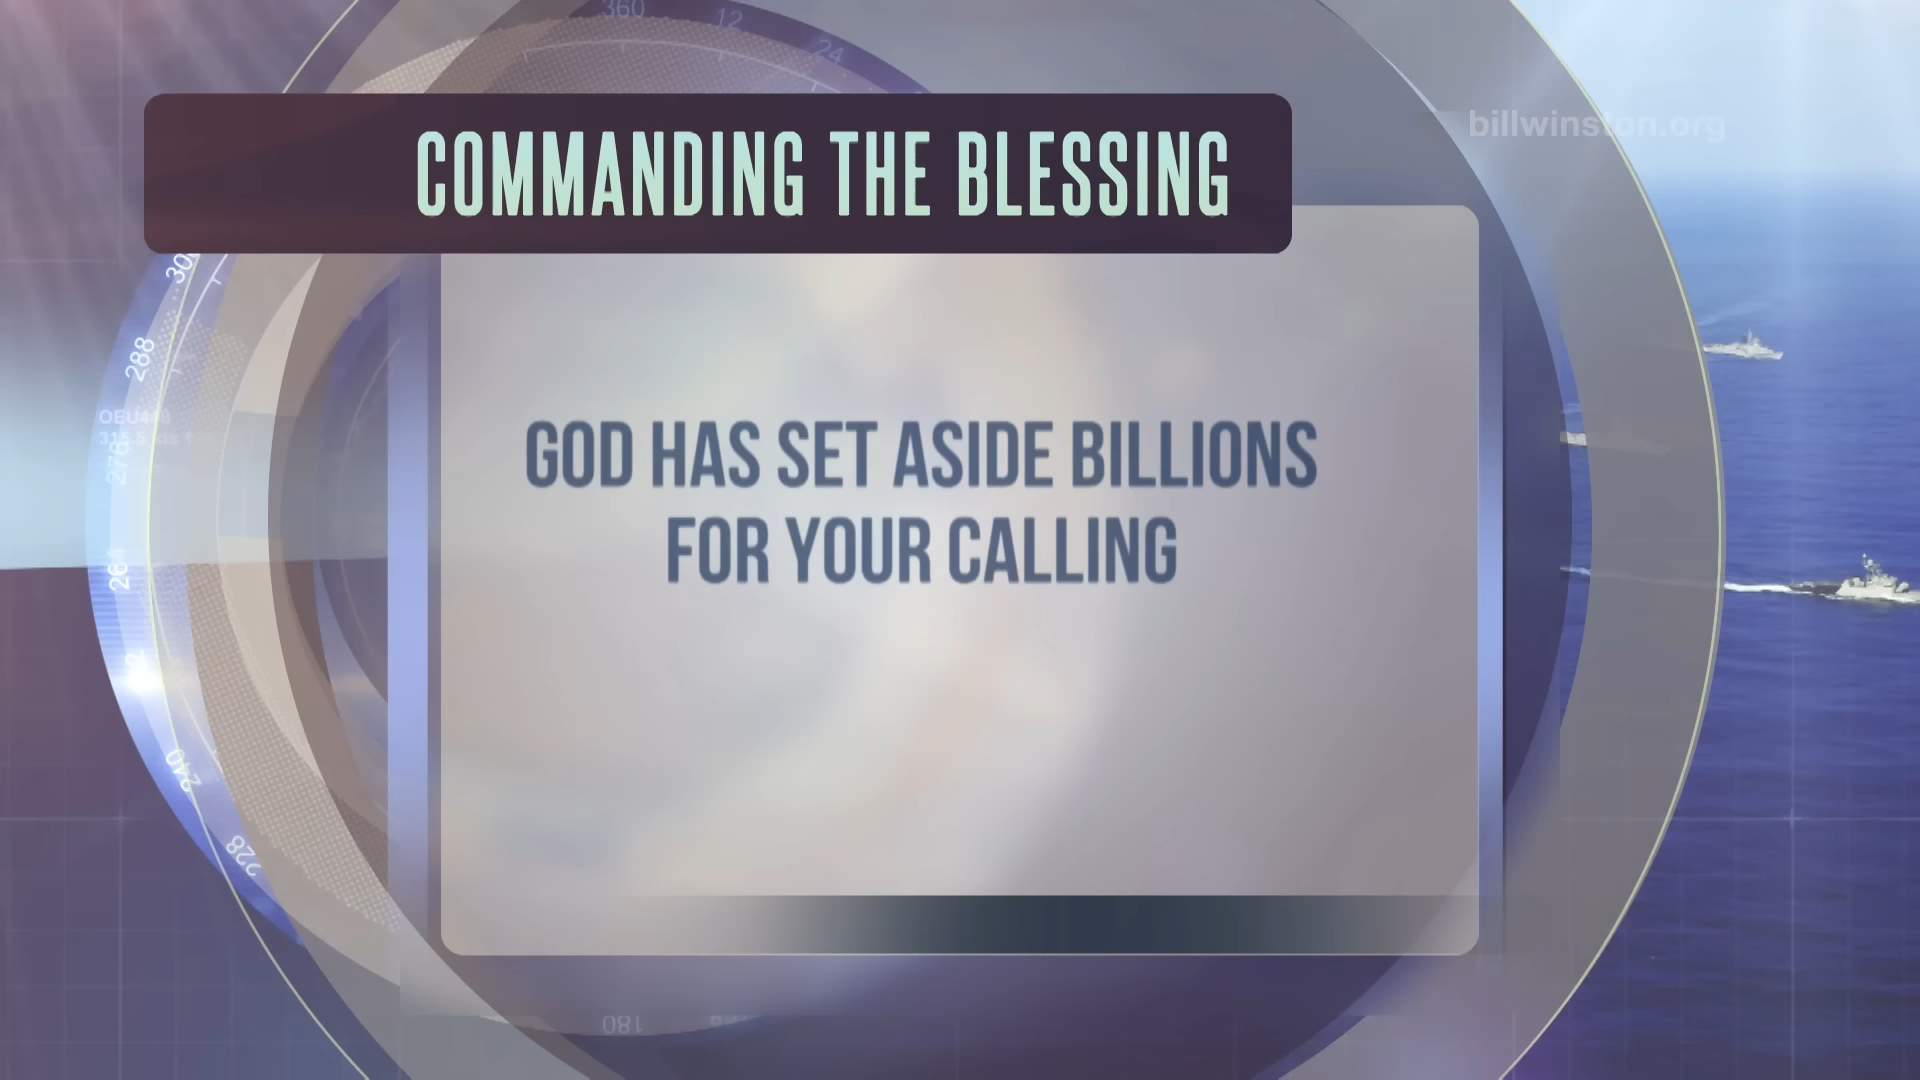 360
12
24
COMMANDING THE BLESSING
billwinston.org
300
288
276
264
240
228
GOD HAS SET ASIDE BILLIONS
FOR YOUR CALLING
180